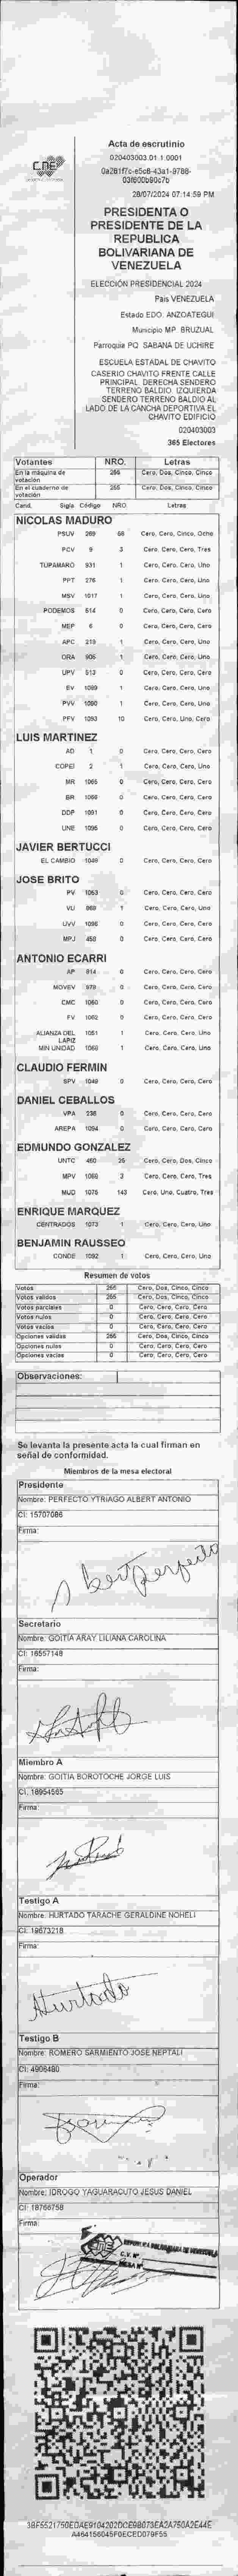 CNE
Acta de escrutinio
020403003.01.1.0001
28/07/2024 07:14:59 PM
PRESIDENTA O
PRESIDENTE DE LA
REPUBLICA
BOLIVARIANA DE
VENEZUELA
ELECCIÓN PRESIDENCIAL 2024
Pais VENEZUELA
Estado EDO. ANZOATEGUI
Municipio MP. BRUZUAL
Parroquia PQ. SABANA DE UCHIRE
ESCUELA ESTADAL DE CHAVITO
CASERIO CHAVITO FRENTE CALLE
PRINCIPAL. DERECHA SENDERO
TERRENO BALDIO. IZQUIERDA
SENDERO TERRENO BALDIO AL
LADO DE LA CANCHA DEPORTIVA EL
CHAVITO EDIFICIO
020403003
365 Electores
Votantes NRO. Letras
En la máquina de votación 255 Cero, Dos, Cinco, Cinco
En el cuaderno de votación 255 Cero, Dos, Cinco, Cinco
Cand. Sigla Código NRO. Letras
NICOLAS MADURO
PSUV 269 58 Cero, Cero, Cinco, Ocho
PCV 9 3 Cero, Cero, Cero, Tres
TUPAMARO 931 1 Cero, Cero, Cero, Uno
PPT 276 1 Cero, Cero, Cero, Uno
MSV 1017 1 Cero, Cero, Cero, Uno
PODEMOS 614 0 Cero, Cero, Cero, Cero
MEP 6 0 Cero, Cero, Cero, Cero
APC 219 1 Cero, Cero, Cero, Uno
ORA 905 1 Cero, Cero, Cero, Uno
UPV 513 0 Cero, Cero, Cero, Cero
EV 1089 1 Cero, Cero, Cero, Uno
PVV 1090 1 Cero, Cero, Cero, Uno
PFV 1093 10 Cero, Cero, Uno, Cero
LUIS MARTINEZ
AD 1 0 Cero, Cero, Cero, Cero
COPEI 2 1 Cero, Cero, Cero, Uno
MR 1065 0 Cero, Cero, Cero, Cero
BR 1066 0 Cero, Cero, Cero, Cero
DDP 1091 0 Cero, Cero, Cero, Cero
UNE 1095 0 Cero, Cero, Cero, Cero
JAVIER BERTUCCI
EL CAMBIO 1049 0 Cero, Cero, Cero, Cero
JOSE BRITO
PV 1053 0 Cero, Cero, Cero, Cero
VU 869 1 Cero, Cero, Cero, Uno
UVV 1096 0 Cero, Cero, Cero, Cero
MPJ 458 0 Cero, Cero, Cero, Cero
ANTONIO ECARRI
AP 914 0 Cero, Cero, Cero, Cero
MOVEV 979 0 Cero, Cero, Cero, Cero
CMC 1060 0 Cero, Cero, Cero, Cero
FV 1062 0 Cero, Cero, Cero, Cero
ALIANZA DEL LAPIZ 1051 1 Cero, Cero, Cero, Uno
MIN UNIDAD 1069 1 Cero, Cero, Cero, Uno
CLAUDIO FERMIN
SPV 1048 0 Cero, Cero, Cero, Cero
DANIEL CEBALLOS
VPA 236 0 Cero, Cero, Cero, Cero
AREPA 1094 0 Cero, Cero, Cero, Cero
EDMUNDO GONZALEZ
UNTC 460 25 Cero, Cero, Dos, Cinco
MPV 1068 3 Cero, Cero, Cero, Tres
MUD 1075 143 Cero, Uno, Cuatro, Tres
ENRIQUE MARQUEZ
CENTRADOS 1073 1 Cero, Cero, Cero, Uno
BENJAMIN RAUSSEO
CONDE 1092 1 Cero, Cero, Cero, Uno
Resumen de votos
Votos 255 Cero, Dos, Cinco, Cinco
Votos validos 255 Cero, Dos, Cinco, Cinco
Votos parciales 0 Cero, Cero, Cero, Cero
Votos nulos 0 Cero, Cero, Cero, Cero
Votos vacios 0 Cero, Cero, Cero, Cero
Opciones validas 255 Cero, Dos, Cinco, Cinco
Opciones nulas 0 Cero, Cero, Cero, Cero
Opciones vacias 0 Cero, Cero, Cero, Cero
Observaciones:
Se levanta la presente acta la cual firman en
señal de conformidad.
Miembros de la mesa electoral
Presidente
Nombre: PERFECTO YTRIAGO ALBERT ANTONIO
CI: 15707086
Firma:
Secretario
Nombre: GOITIA ARAY LILIANA CAROLINA
CI: 16557148
Firma:
Miembro A
Nombre: GOITIA BOROTOCHE JORGE LUIS
CI: 18954565
Firma:
Testigo A
Nombre: HURTADO TARACHE GERALDINE NOHELI
CI: 19673218
Firma:
Hurtado
Testigo B
Nombre: ROMERO SARMIENTO JOSE NEPTALI
CI: 4906480
Firma:
Operador
Nombre: IDROGO YAGUARACUTO JESUS DANIEL
CI: 18766758
Firma:
REPUBLICA BOLIVARIANA DE VENEZUELA